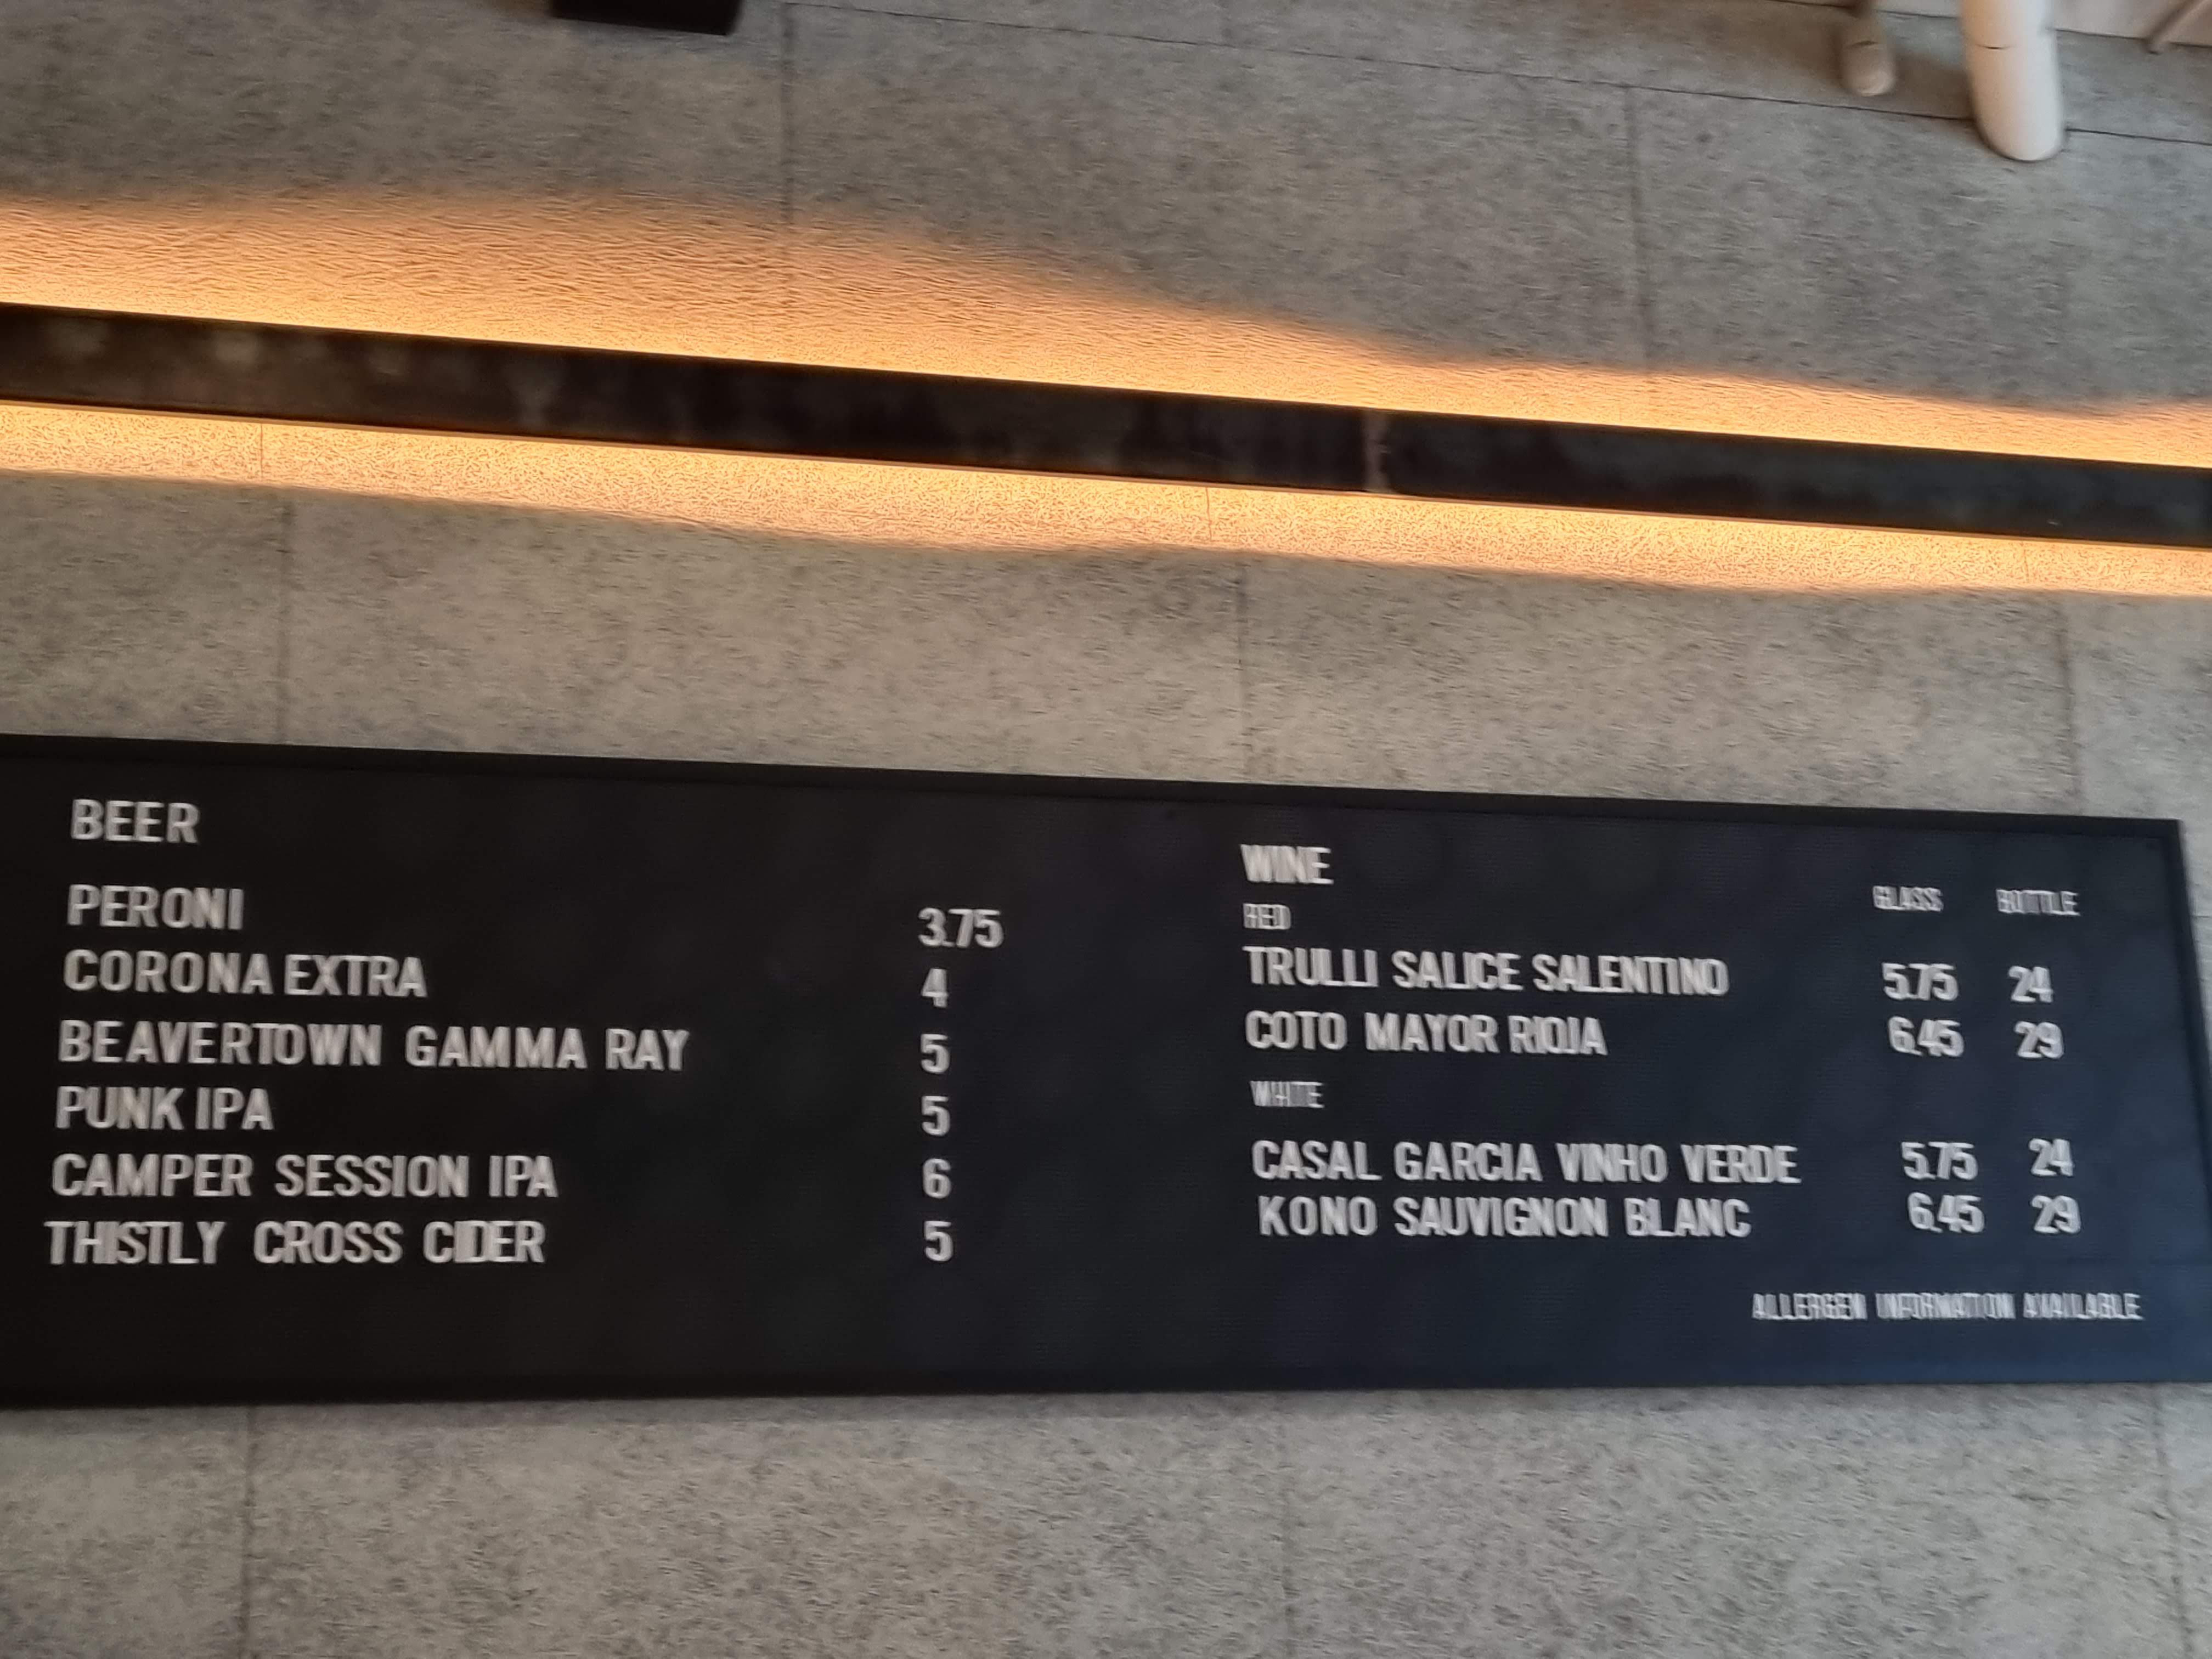 BEER
PERONI 3.75
CORONA EXTRA 4
BEAVERTOWN GAMMA RAY 5
PUNK IPA 5
CAMPER SESSION IPA 6
THISTLY CROSS CIDER 5
WINE
GLASS BOTTLE
RED
TRULLI SALICE SALENTINO 5.75 24
COTO MAYOR RIOJA 6.45 29
WHITE
CASAL GARCIA VINHO VERDE 5.75 24
KONO SAUVIGNON BLANC 6.45 29
ALLERGEN INFORMATION AVAILABLE